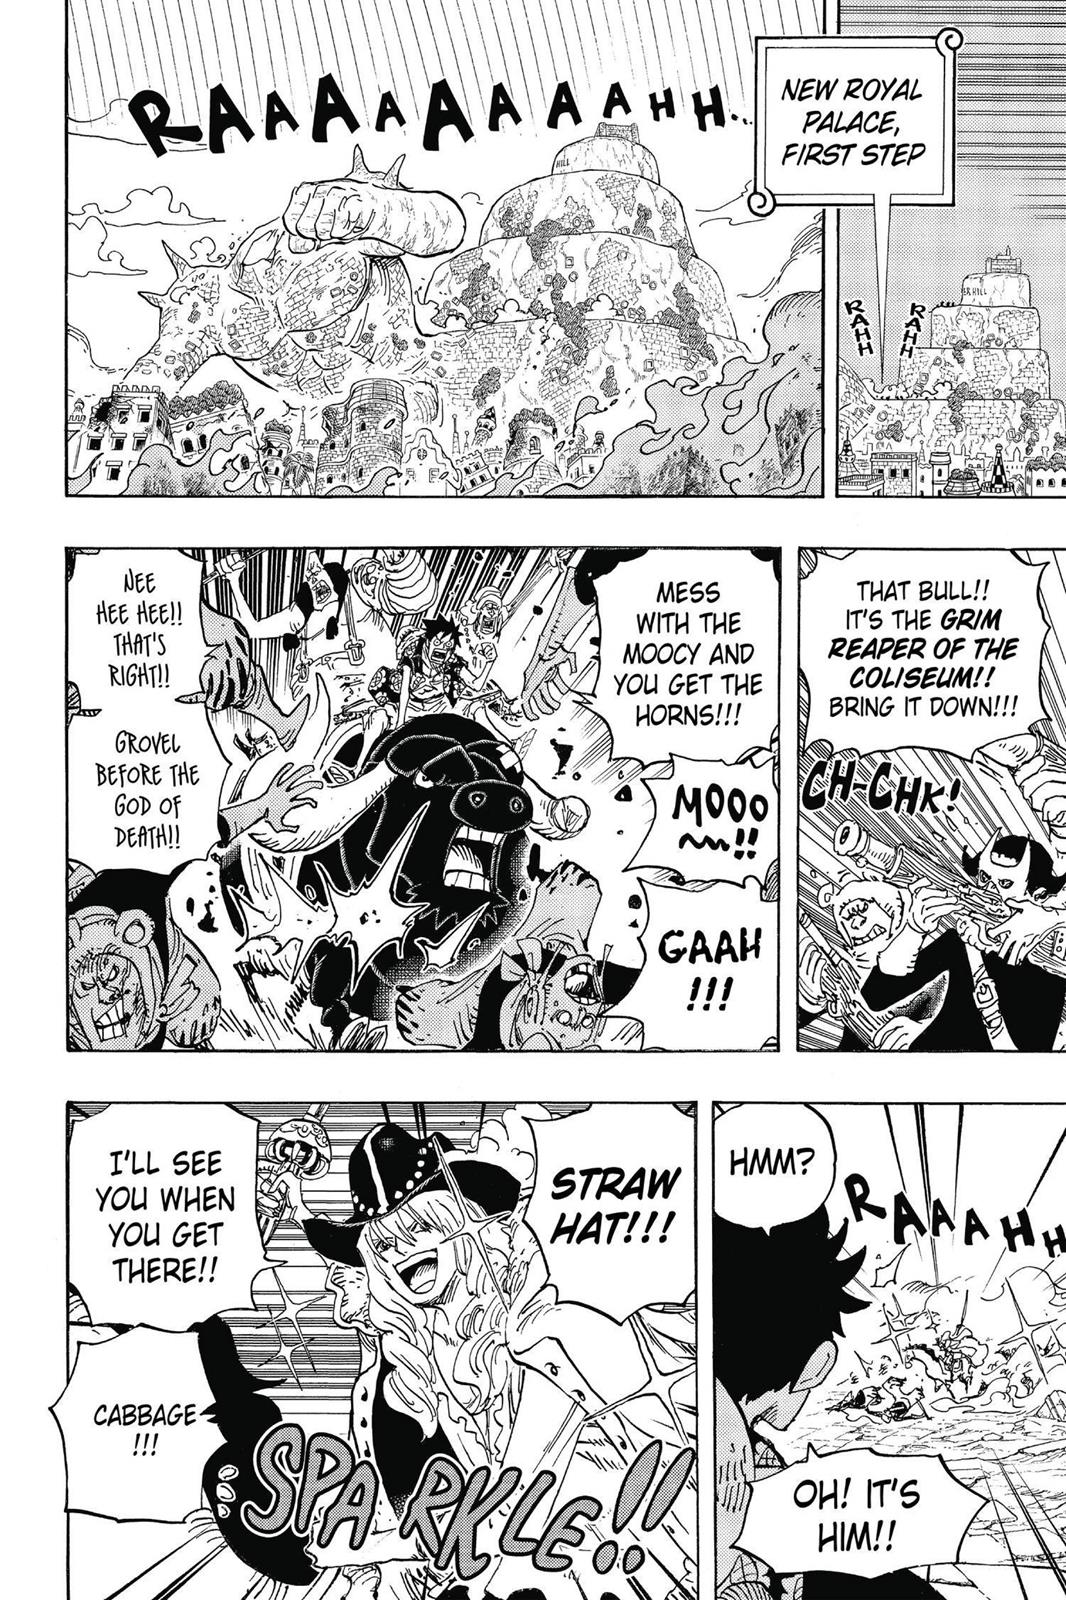 NEW ROYAL
PALACE,
FIRST STEP
RAHH
RAHH
ER HILL
RAAAAAAAAAHH...
HILL
THAT BULL!!
IT'S THE GRIM
REAPER OF THE
COLISEUM!!
BRING IT DOWN!!!
CH-CHK!
MESS
WITH THE
MOOCY AND
YOU GET THE
HORNS!!!
MOOO
~!!
GAAH
!!!
NEE
HEE HEE!!
THAT'S
RIGHT!!
GROVEL
BEFORE THE
GOD OF
DEATH!!
HMM?
RAAAHH
OH! IT'S
HIM!!
STRAW
HAT!!!
I'LL SEE
YOU WHEN
YOU GET
THERE!!
CABBAGE
!!!
SPARKLE!!